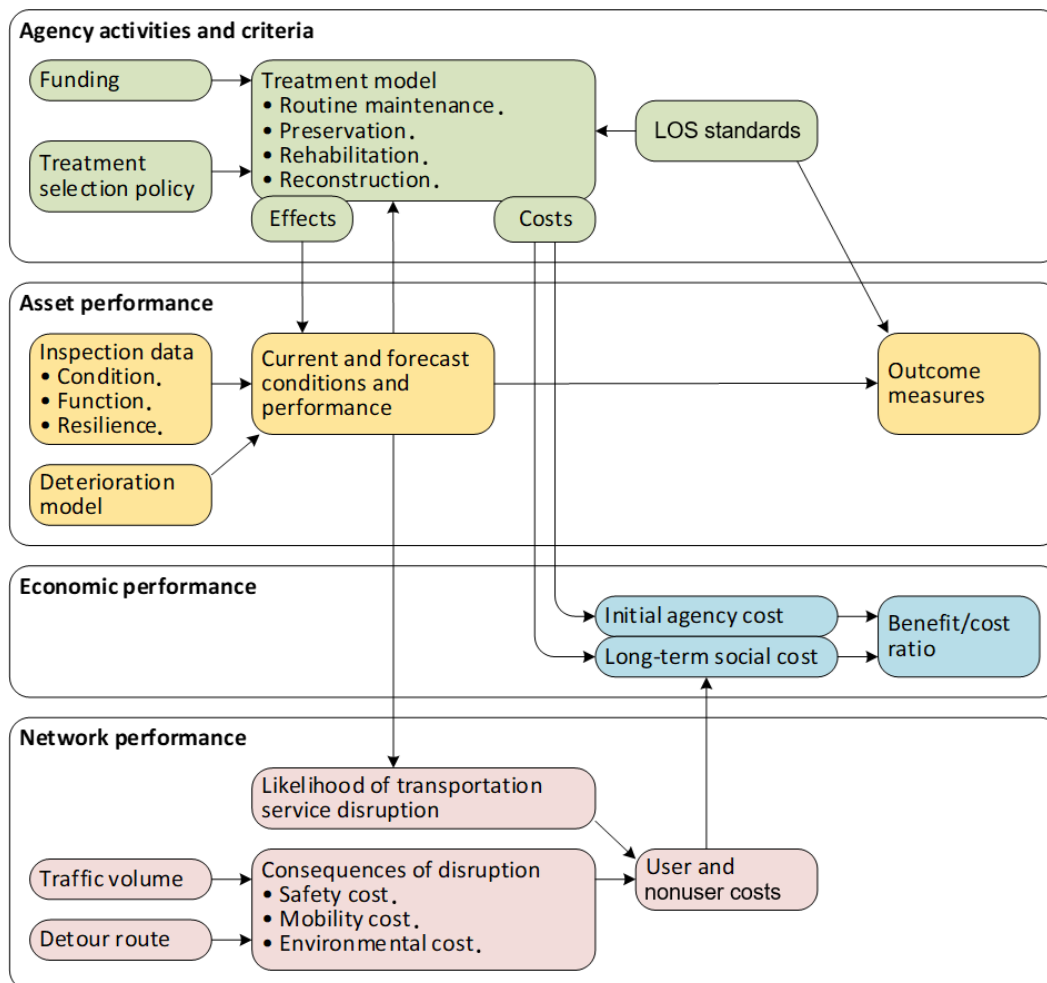 Agency activities and criteria
Funding
Treatment model
• Routine maintenance.
• Preservation.
• Rehabilitation.
• Reconstruction.
LOS standards
Treatment
selection policy
Effects
Costs
Asset performance
Inspection data
• Condition.
• Function.
• Resilience.
Current and forecast
conditions and
performance
Outcome
measures
Deterioration
model
Economic performance
Initial agency cost
Long-term social cost
Benefit/cost
ratio
Network performance
Likelihood of transportation
service disruption
Traffic volume
Detour route
Consequences of disruption
• Safety cost.
• Mobility cost.
• Environmental cost.
User and
nonuser costs